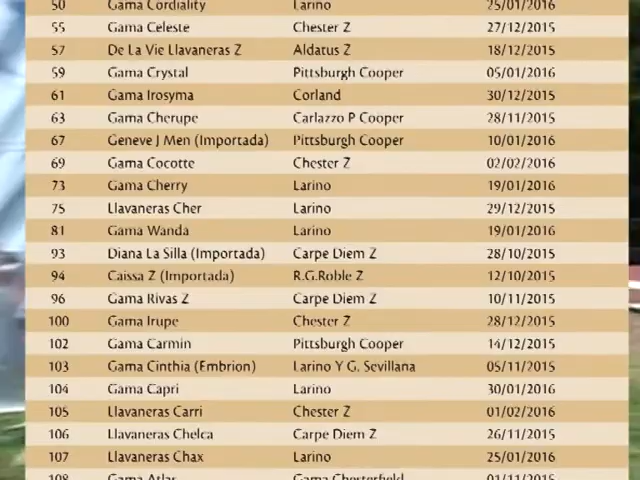 50 Gama Cordiality Larino 25/01/2016
55 Gama Celeste Chester Z 27/12/2015
57 De La Vie Llavaneras Z Aldatus Z 18/12/2015
59 Gama Crystal Pittsburgh Cooper 05/01/2016
61 Gama Irosyma Corland 30/12/2015
63 Gama Cherupe Carlazzo P Cooper 28/11/2015
67 Geneve J Men (Importada) Pittsburgh Cooper 10/01/2016
69 Gama Cocotte Chester Z 02/02/2016
73 Gama Cherry Larino 19/01/2016
75 Llavaneras Cher Larino 29/12/2015
81 Gama Wanda Larino 19/01/2016
93 Diana La Silla (Importada) Carpe Diem Z 28/10/2015
94 Caissa Z (Importada) R.G.Roble Z 12/10/2015
96 Gama Rivas Z Carpe Diem Z 10/11/2015
100 Gama Irupe Chester Z 28/12/2015
102 Gama Carmin Pittsburgh Cooper 14/12/2015
103 Gama Cinthia (Embrion) Larino Y G. Sevillana 05/11/2015
104 Gama Capri Larino 30/01/2016
105 Llavaneras Carri Chester Z 01/02/2016
106 Llavaneras Chelca Carpe Diem Z 26/11/2015
107 Llavaneras Chax Larino 25/01/2016
108 Gama Atlas Gama Chesterfield 01/11/2015